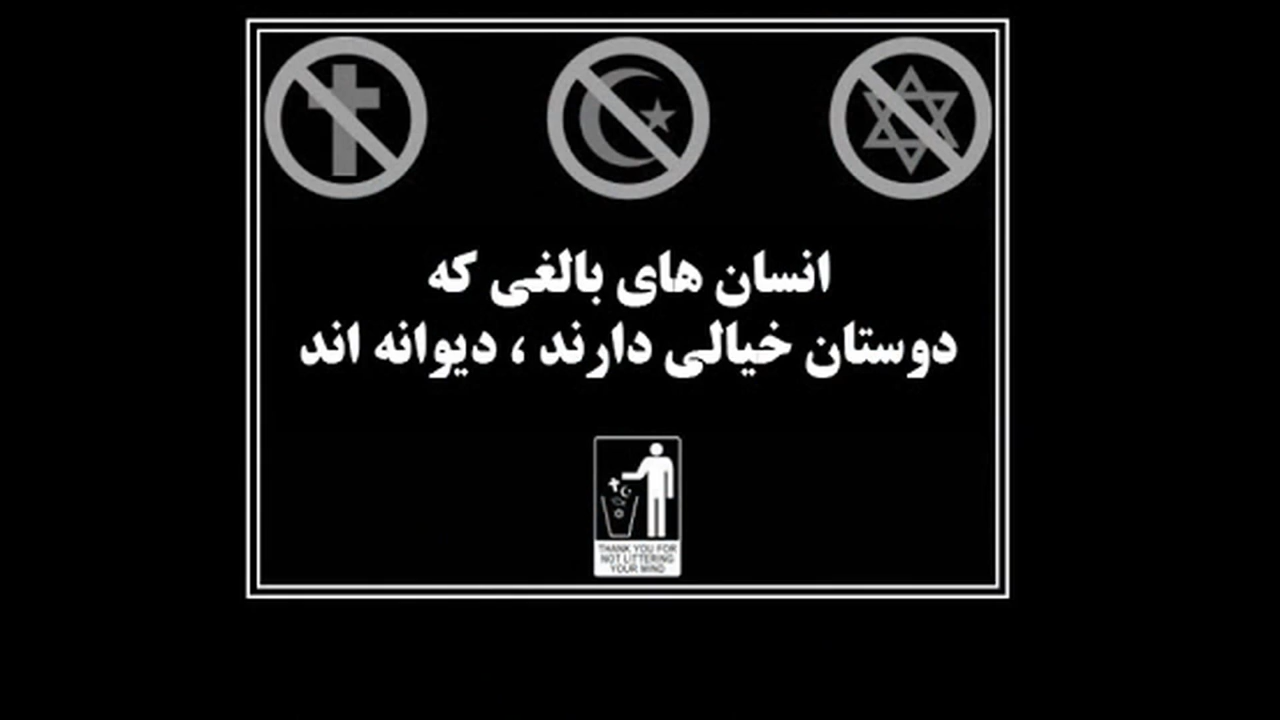 انسان های بالغی که
دوستان خیالی دارند ، دیوانه اند
THANK YOU FOR
NOT LITTERING
YOUR MIND